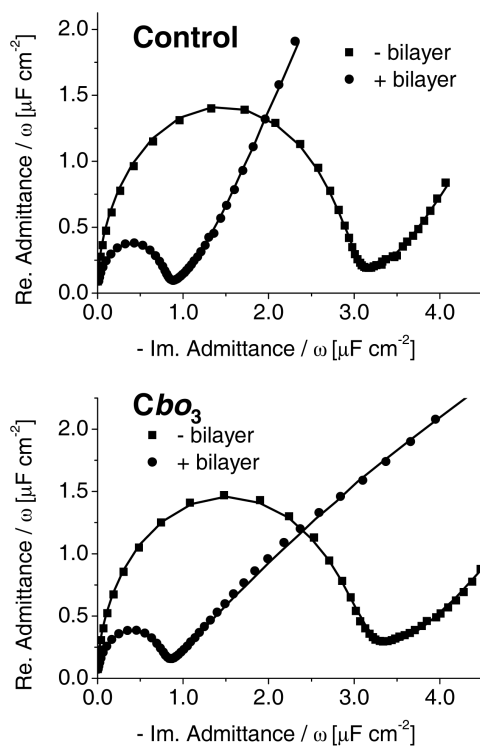 Control
- bilayer
+ bilayer
Re. Admittance / ω [µF cm⁻²]
2.0
1.5
1.0
0.5
0.0
0.0 1.0 2.0 3.0 4.0
- Im. Admittance / ω [µF cm⁻²]
Cbo₃
- bilayer
+ bilayer
Re. Admittance / ω [µF cm⁻²]
2.0
1.5
1.0
0.5
0.0
0.0 1.0 2.0 3.0 4.0
- Im. Admittance / ω [µF cm⁻²]